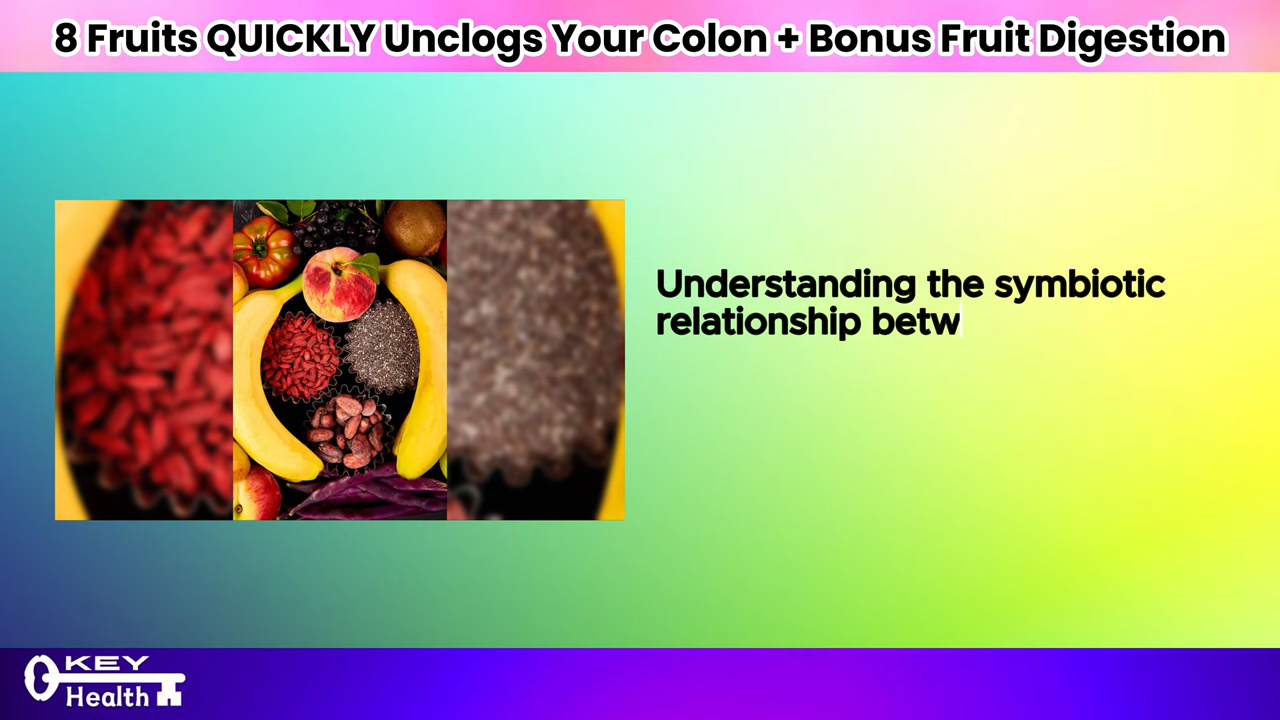 8 Fruits QUICKLY Unclogs Your Colon + Bonus Fruit Digestion
Understanding the symbiotic
relationship betw
KEY
Health